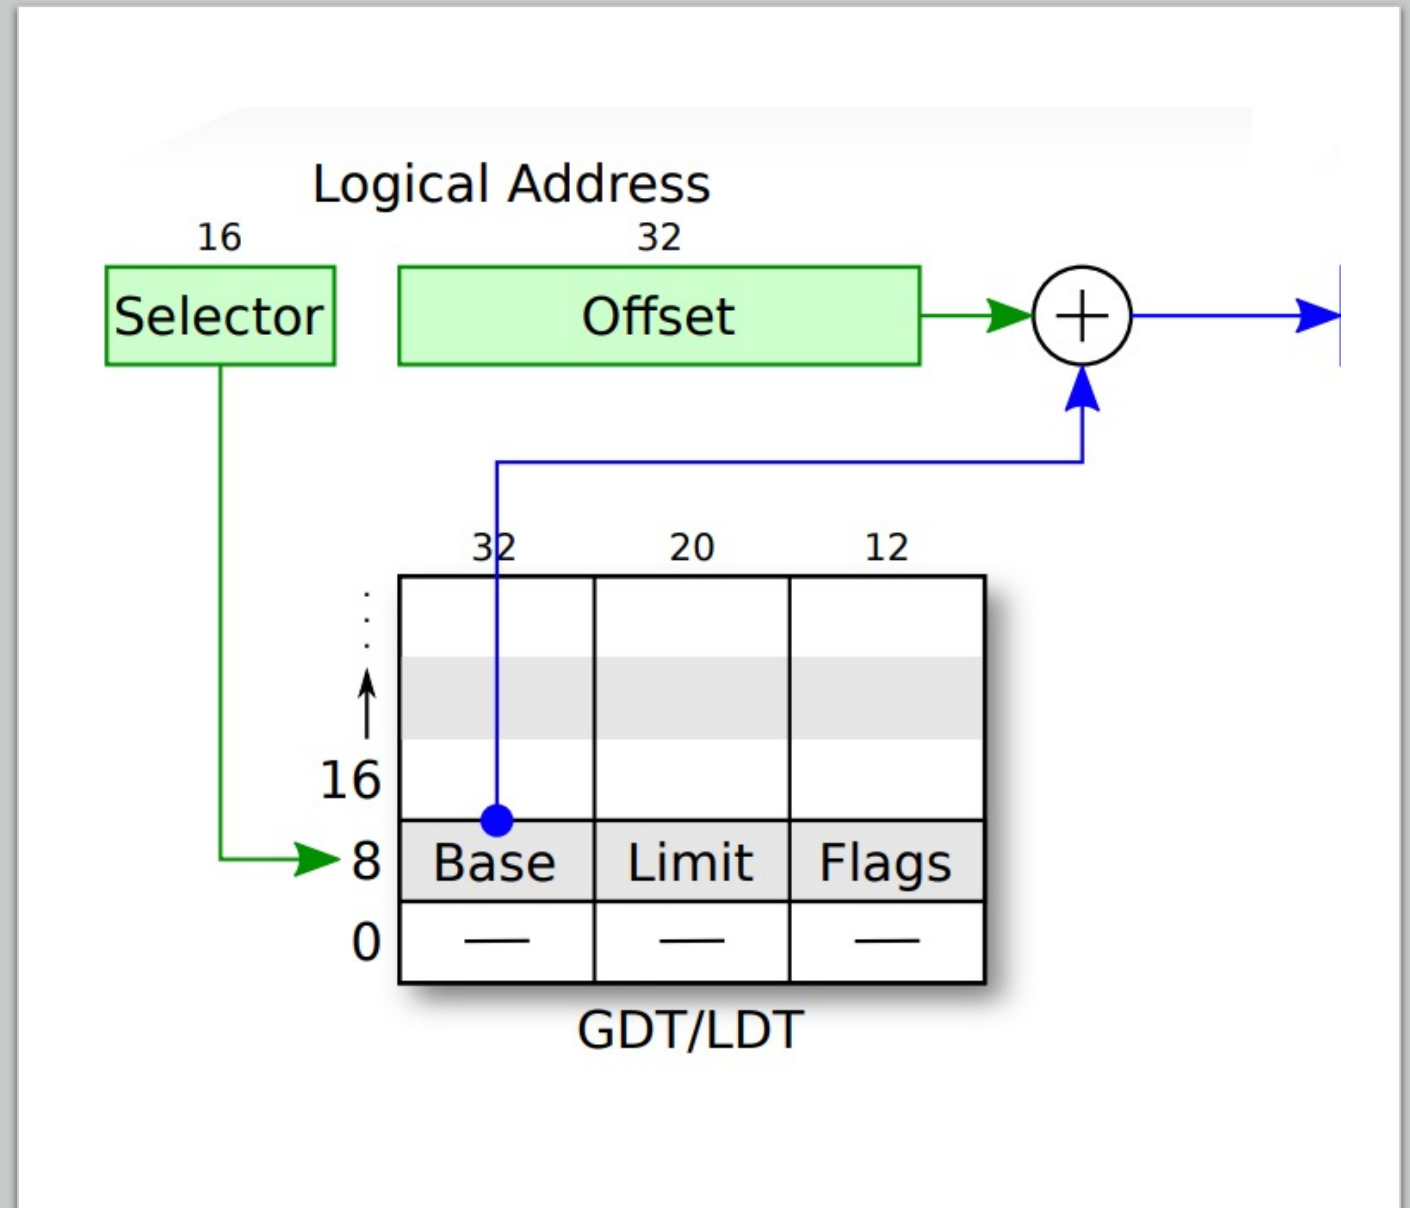 Logical Address
16 32
Selector Offset +
32 20 12
16
8 Base Limit Flags
0 — — —
GDT/LDT